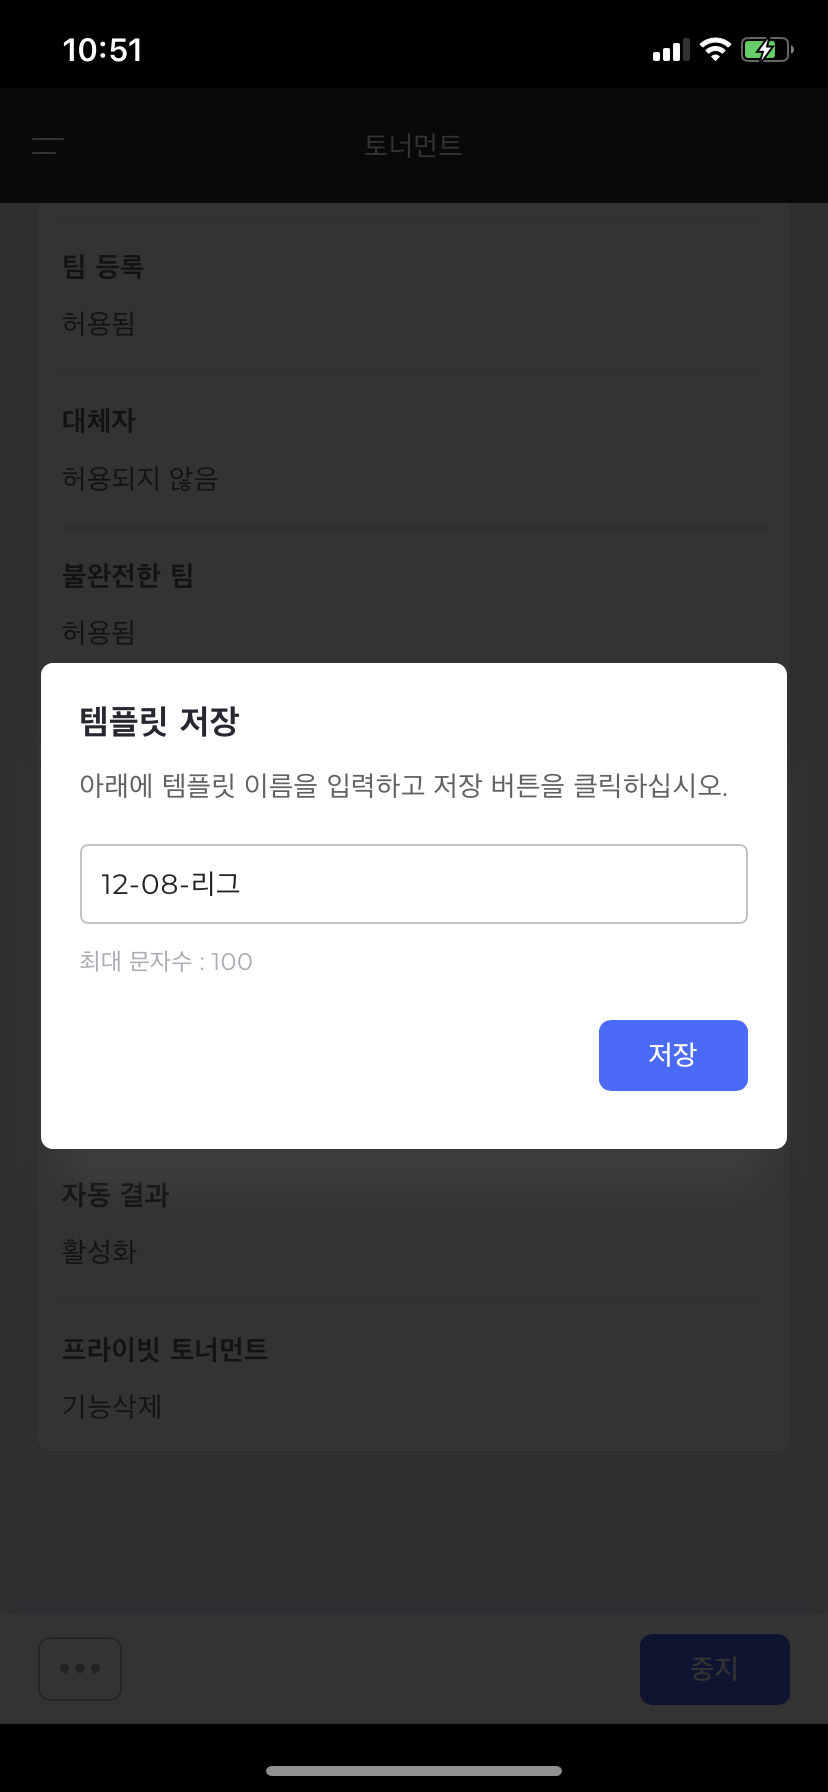 10:51
토너먼트
팀 등록
허용됨
대체자
허용되지 않음
불완전한 팀
허용됨
템플릿 저장
아래에 템플릿 이름을 입력하고 저장 버튼을 클릭하십시오.
12-08-리그
최대 문자수 : 100
저장
자동 결과
활성화
프라이빗 토너먼트
기능삭제
중지